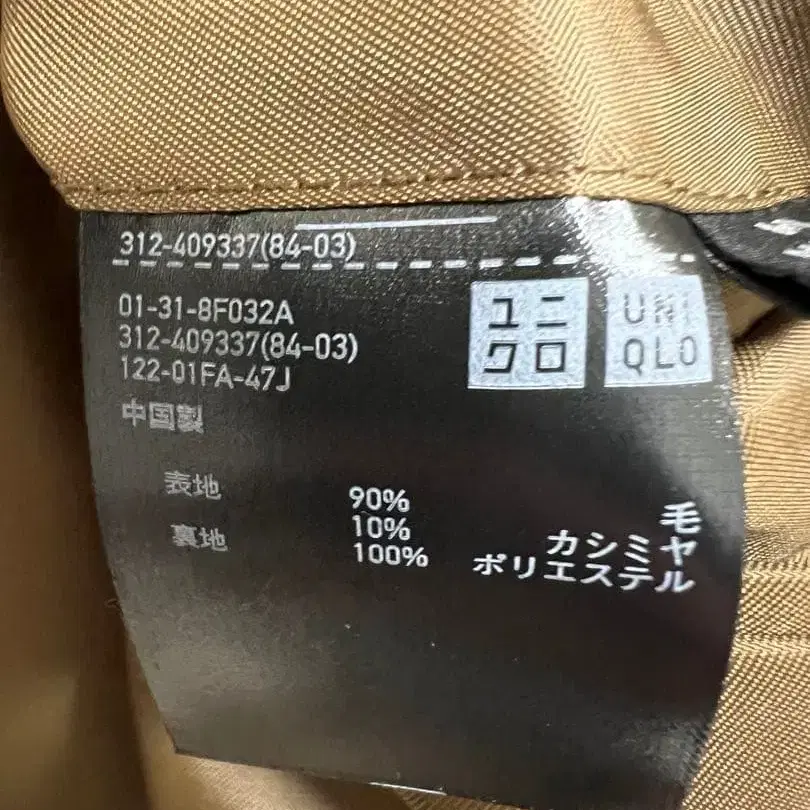 312-409337(84-03)
01-31-8F032A
312-409337(84-03)
122-01FA-47J
ユニ
クロ
UNI
QLO
中国製
表地 90% 毛
10% カシミヤ
裏地 100% ポリエステル